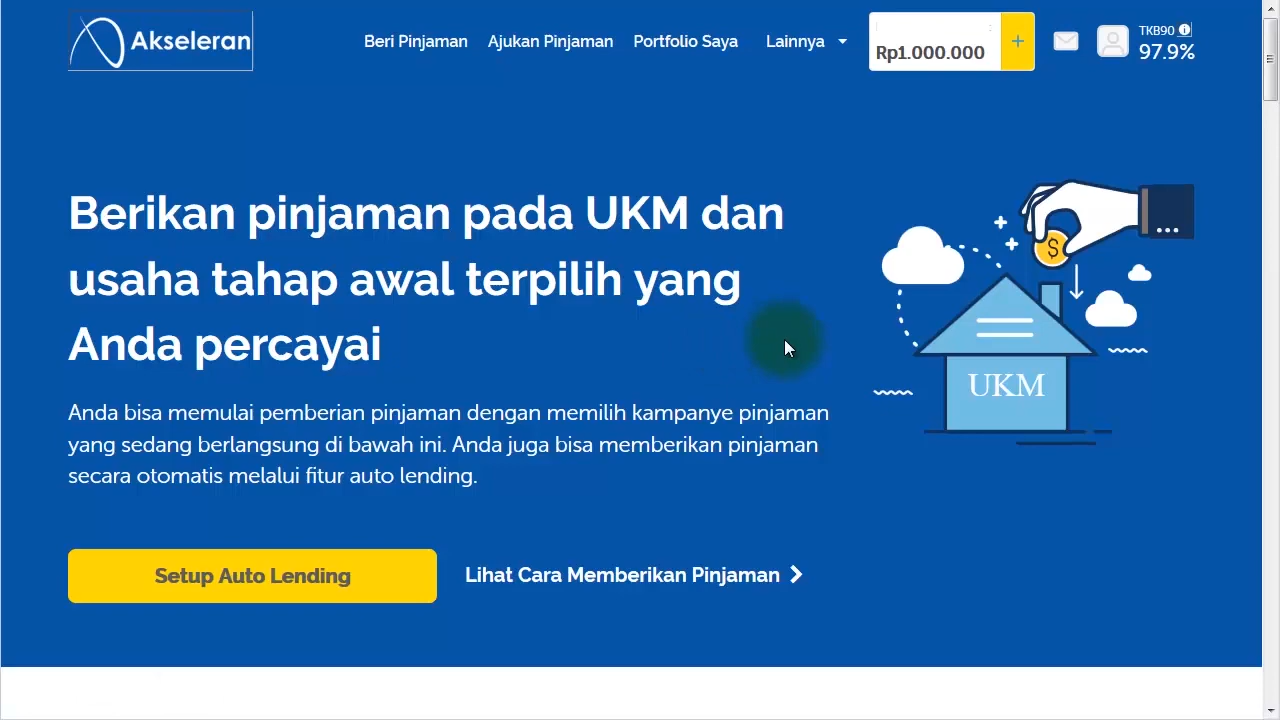 Akseleran
Beri Pinjaman
Ajukan Pinjaman
Portfolio Saya
Lainnya
Rp1.000.000
+
TKB90
97.9%
Berikan pinjaman pada UKM dan
usaha tahap awal terpilih yang
Anda percayai
UKM
Anda bisa memulai pemberian pinjaman dengan memilih kampanye pinjaman
yang sedang berlangsung di bawah ini. Anda juga bisa memberikan pinjaman
secara otomatis melalui fitur auto lending.
Setup Auto Lending
Lihat Cara Memberikan Pinjaman